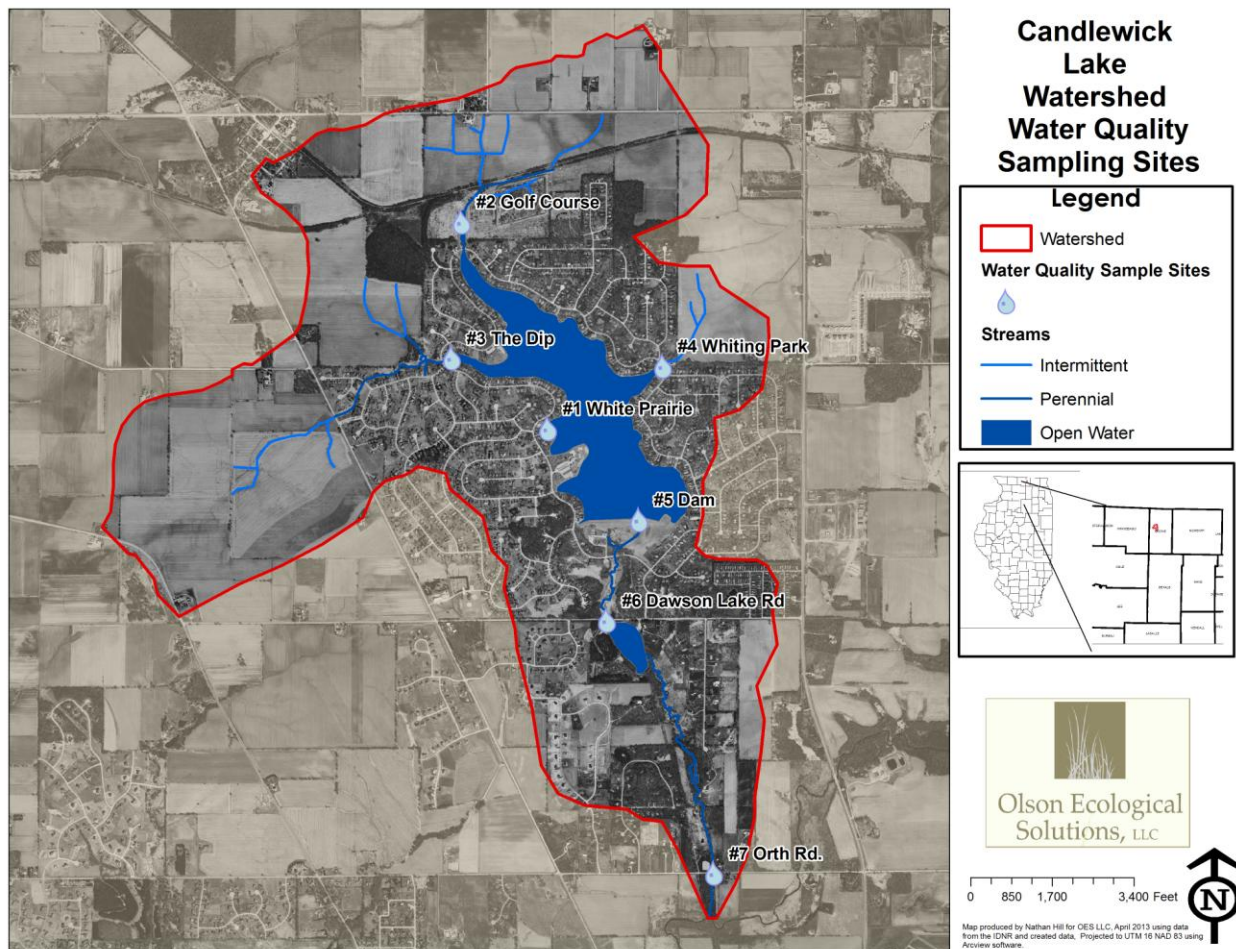 Candlewick
Lake
Watershed
Water Quality
Sampling Sites
Legend
Watershed
Water Quality Sample Sites
Streams
Intermittent
Perennial
Open Water
#2 Golf Course
#3 The Dip
#4 Whiting Park
#1 White Prairie
#5 Dam
#6 Dawson Lake Rd
#7 Orth Rd.
4
Olson Ecological
Solutions, LLC
0 850 1,700 3,400 Feet
N
Map produced by Nathan Hill for OES LLC, April 2013 using data
from the IDNR and created data, Projected to UTM 16 NAD 83 using
Arcview software.